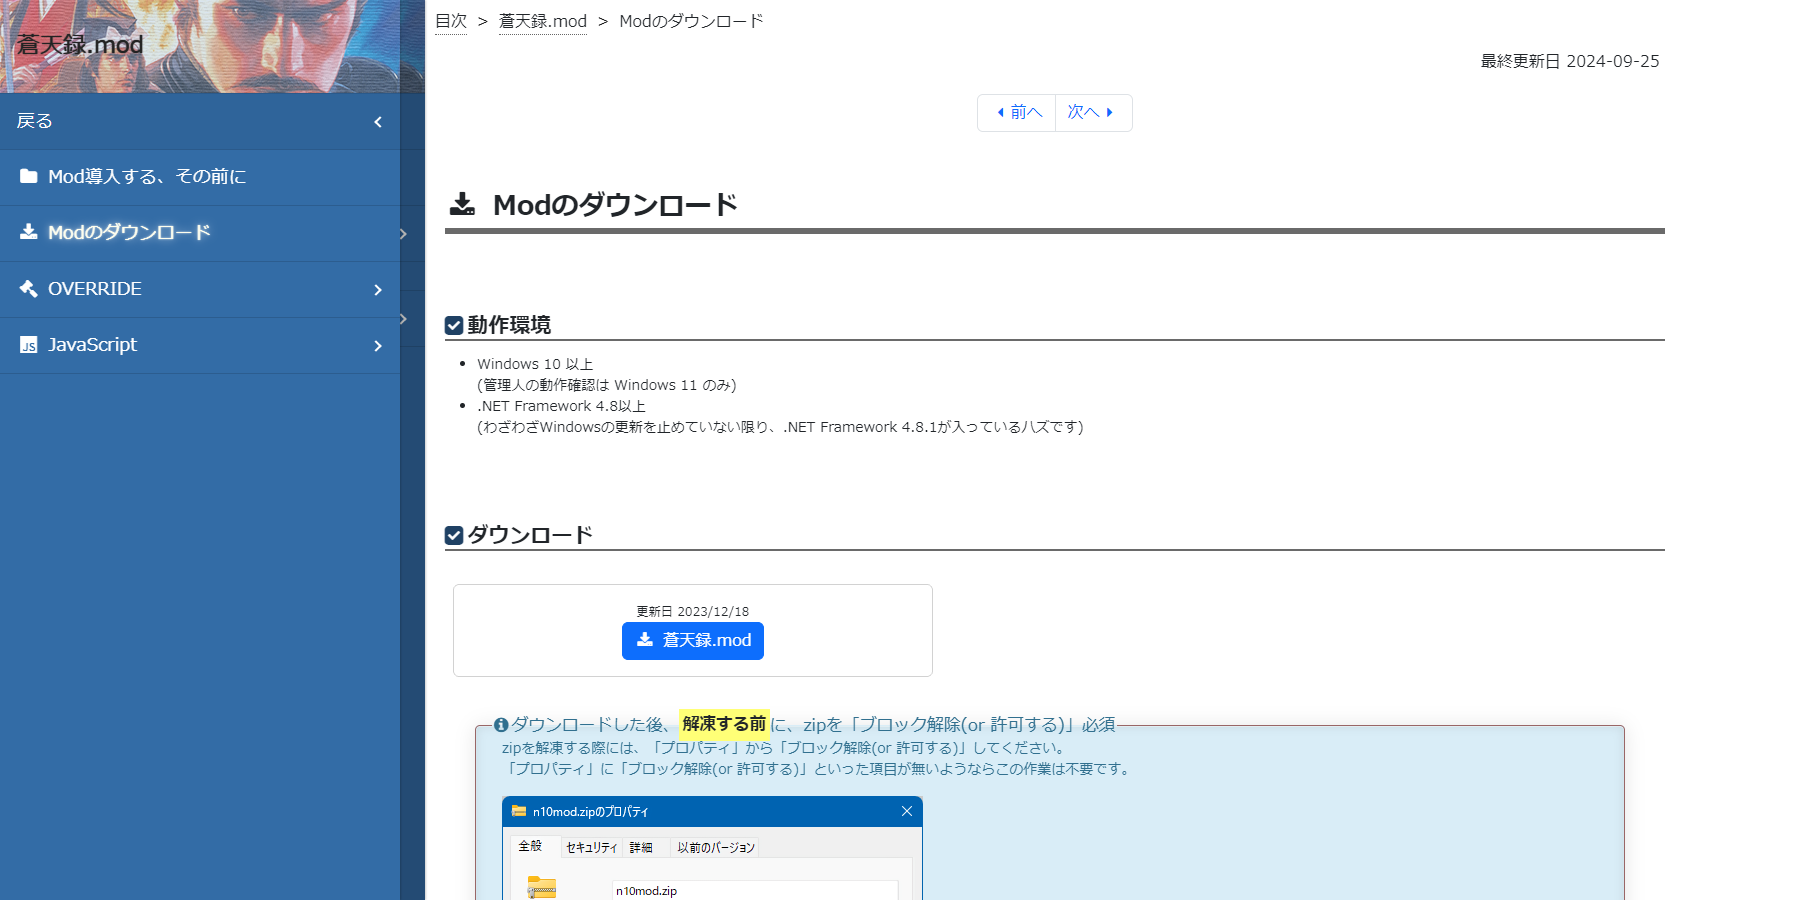 蒼天録.mod
戻る
Mod導入する、その前に
Modのダウンロード
OVERRIDE
JavaScript
目次 > 蒼天録.mod > Modのダウンロード
最終更新日 2024-09-25
前へ 次へ
Modのダウンロード
動作環境
Windows 10 以上
(管理人の動作確認は Windows 11 のみ)
.NET Framework 4.8以上
(わざわざWindowsの更新を止めていない限り、.NET Framework 4.8.1が入っているハズです)
ダウンロード
更新日 2023/12/18
蒼天録.mod
ダウンロードした後、解凍する前に、zipを「ブロック解除(or 許可する)」必須
zipを解凍する際には、「プロパティ」から「ブロック解除(or 許可する)」してください。
「プロパティ」に「ブロック解除(or 許可する)」といった項目が無いようならこの作業は不要です。
n10mod.zipのプロパティ
全般 セキュリティ 詳細 以前のバージョン
n10mod.zip